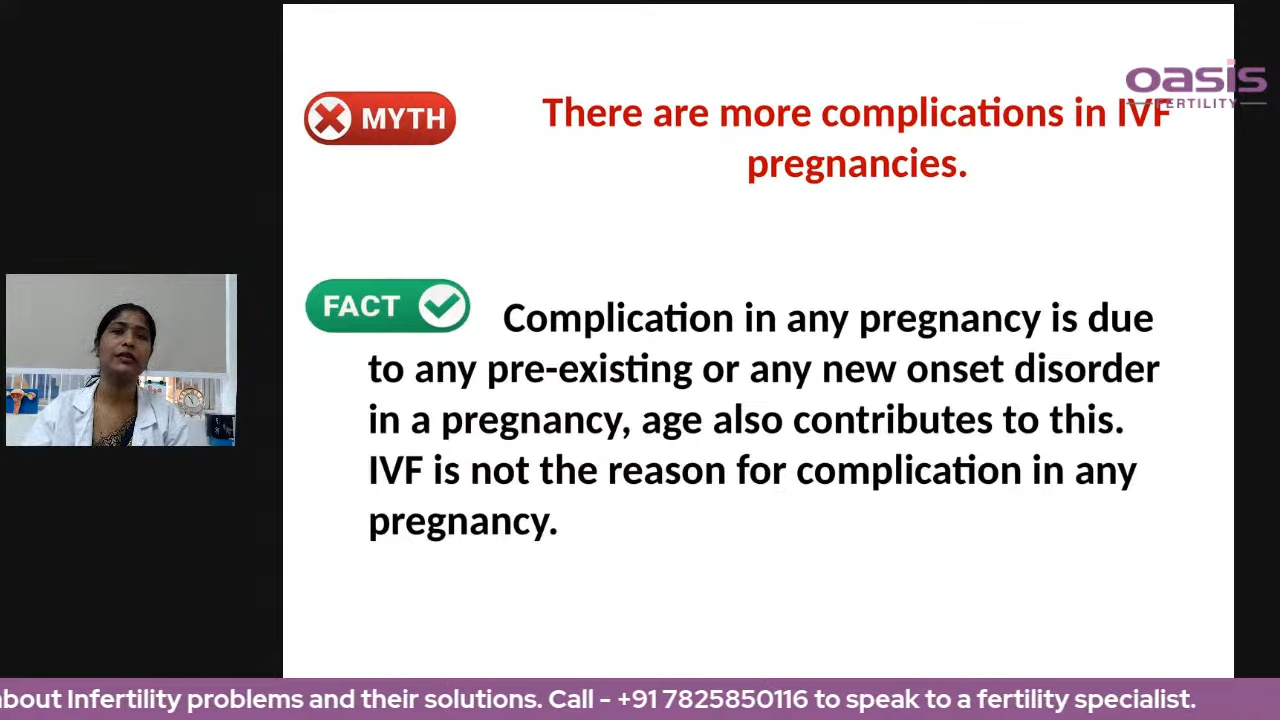 oasis
FERTILITY
MYTH
There are more complications in IVF
pregnancies.
FACT
Complication in any pregnancy is due
to any pre-existing or any new onset disorder
in a pregnancy, age also contributes to this.
IVF is not the reason for complication in any
pregnancy.
about Infertility problems and their solutions. Call - +91 7825850116 to speak to a fertility specialist.